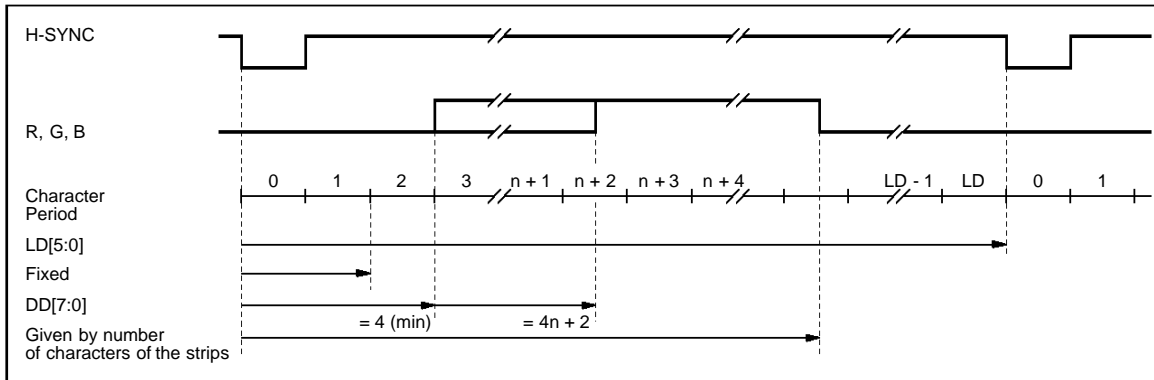 H-SYNC
R, G, B
0 1 2 3 n + 1 n + 2 n + 3 n + 4 LD - 1 LD 0 1
Character
Period
LD[5:0]
Fixed
DD[7:0]
= 4 (min) = 4n + 2
Given by number
of characters of the strips